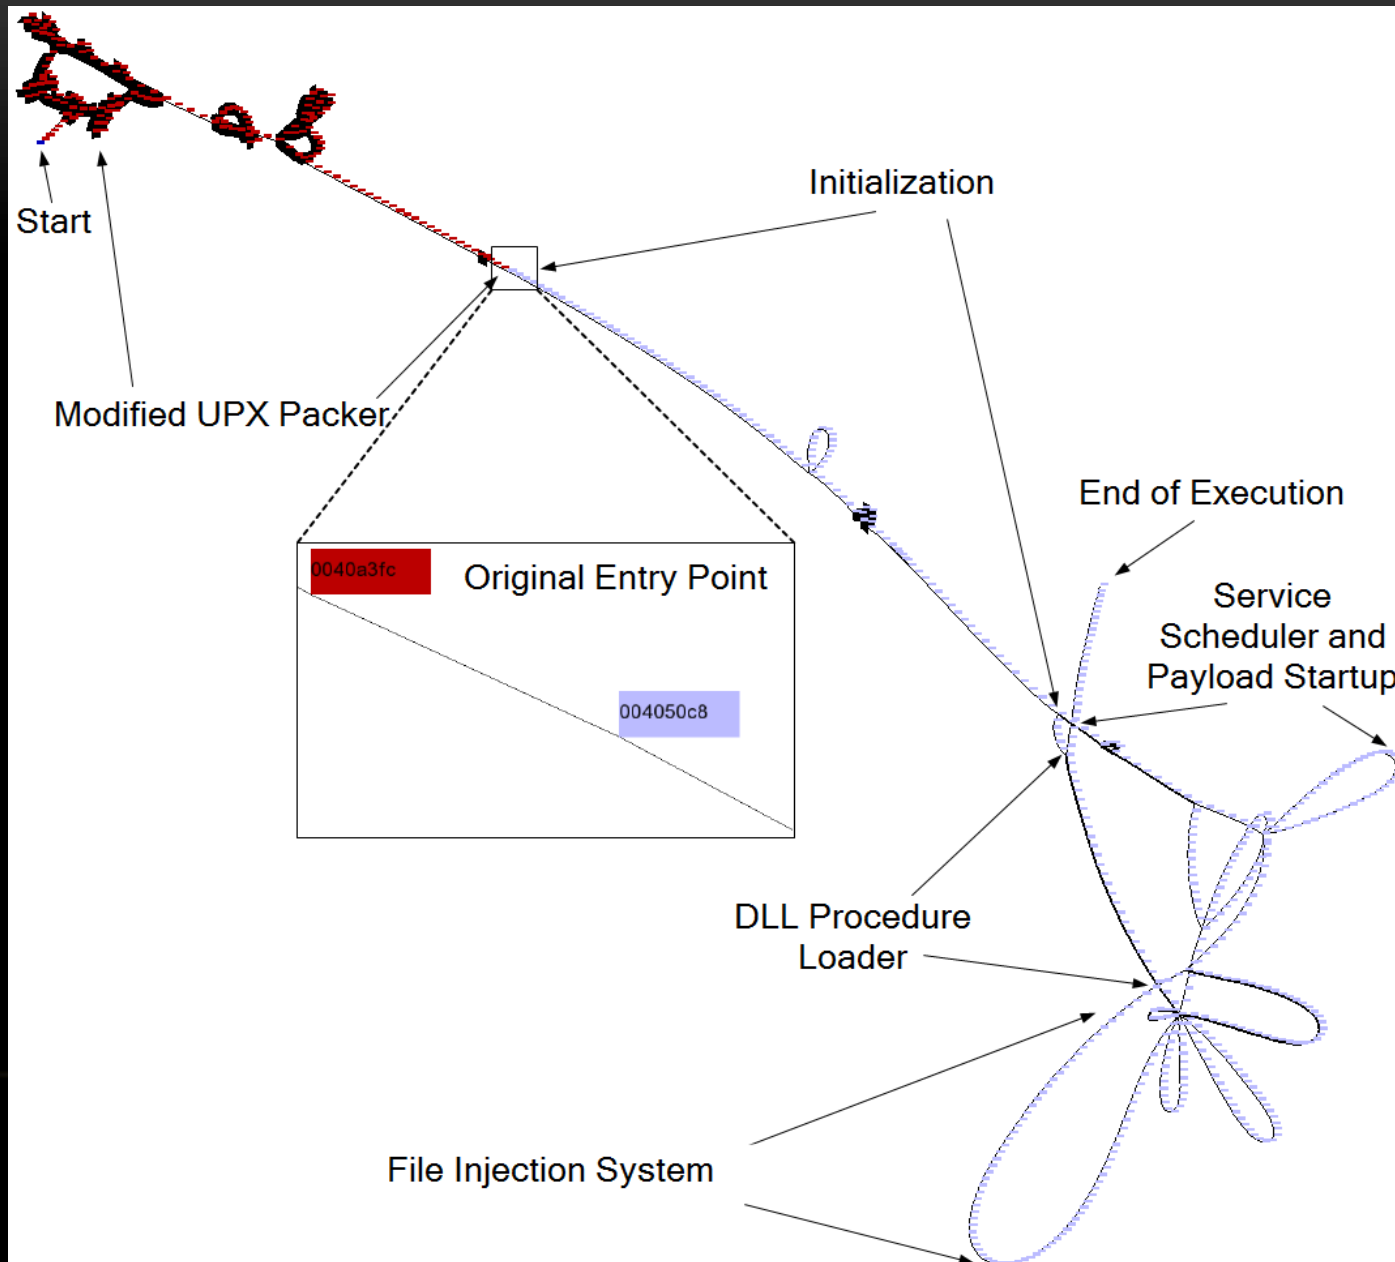 Start
Initialization
Modified UPX Packer
End of Execution
0040a3fc
Original Entry Point
Service
Scheduler and
Payload Startup
004050c8
DLL Procedure
Loader
File Injection System